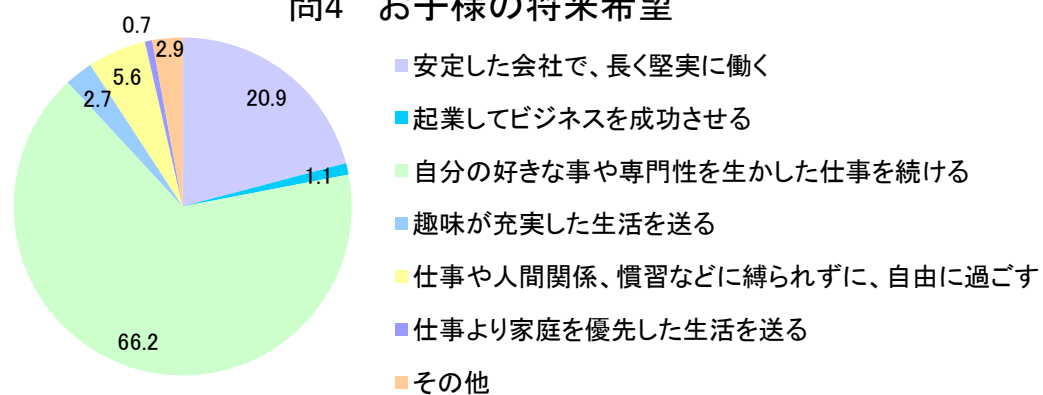 問4 お子様の将来希望
0.7
2.9
5.6
2.7
20.9
1.1
66.2
安定した会社で、長く堅実に働く
起業してビジネスを成功させる
自分の好きな事や専門性を生かした仕事を続ける
趣味が充実した生活を送る
仕事や人間関係、慣習などに縛られずに、自由に過ごす
仕事より家庭を優先した生活を送る
その他